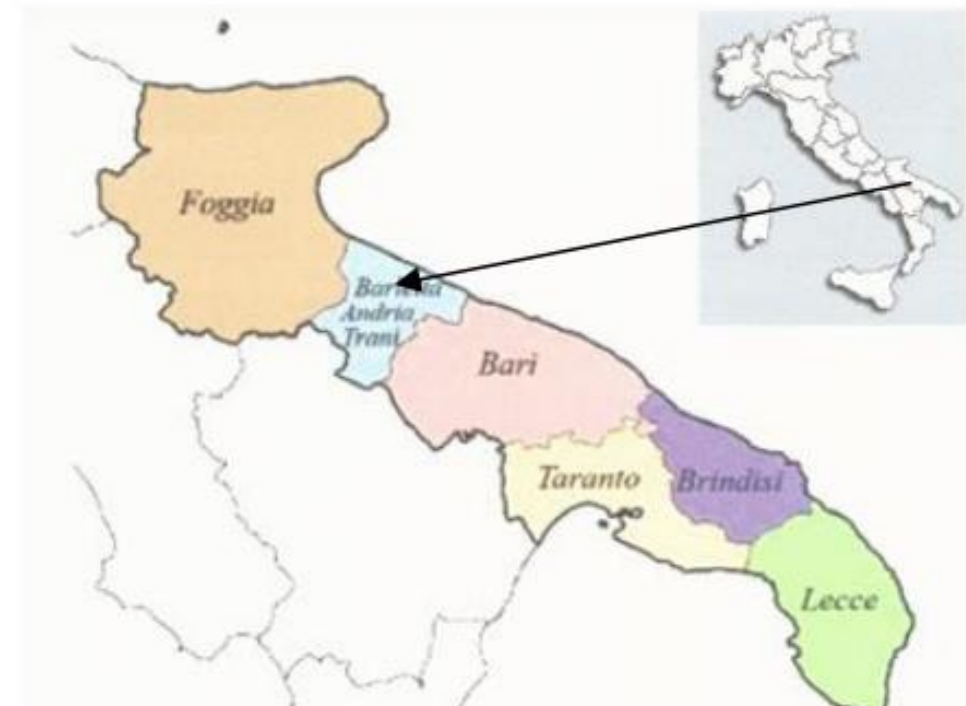 Foggia
Barletta
Andria
Trani
Bari
Taranto
Brindisi
Lecce